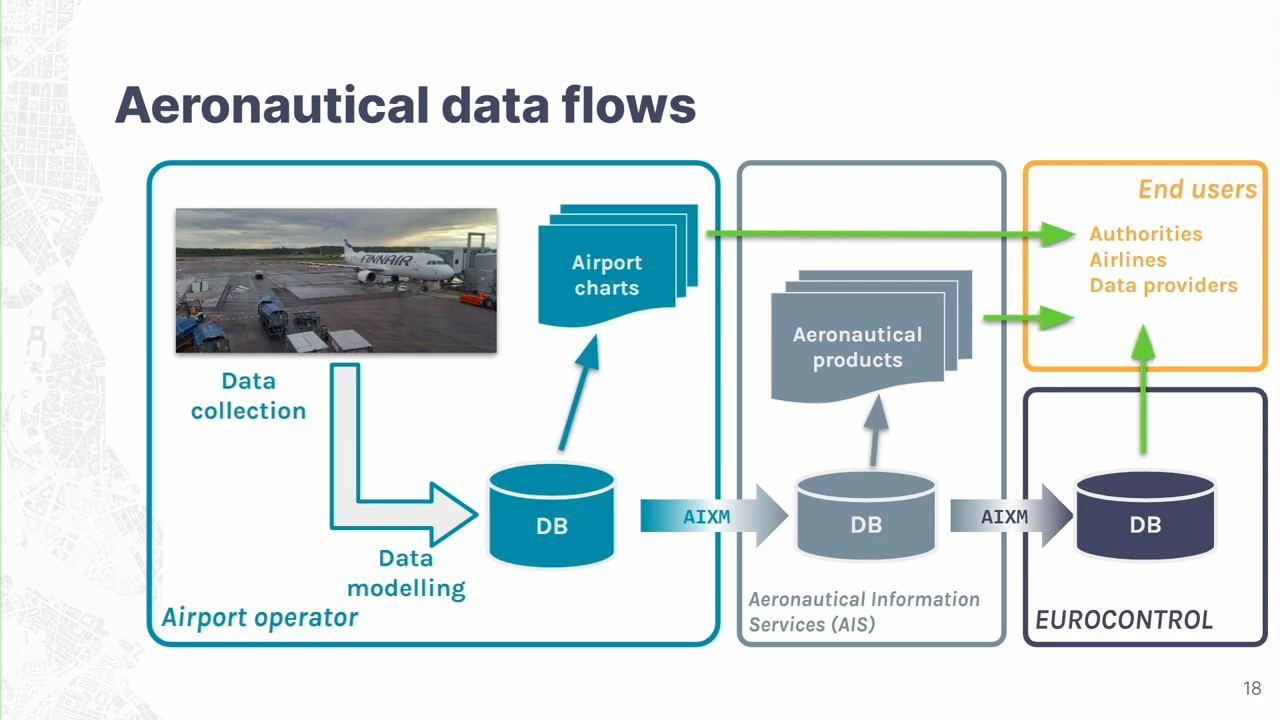 Aeronautical data flows
FINNAIR
Data
collection
Data
modelling
Airport
charts
DB
Airport operator
AIXM
Aeronautical
products
DB
Aeronautical Information
Services (AIS)
AIXM
End users
Authorities
Airlines
Data providers
DB
EUROCONTROL
18